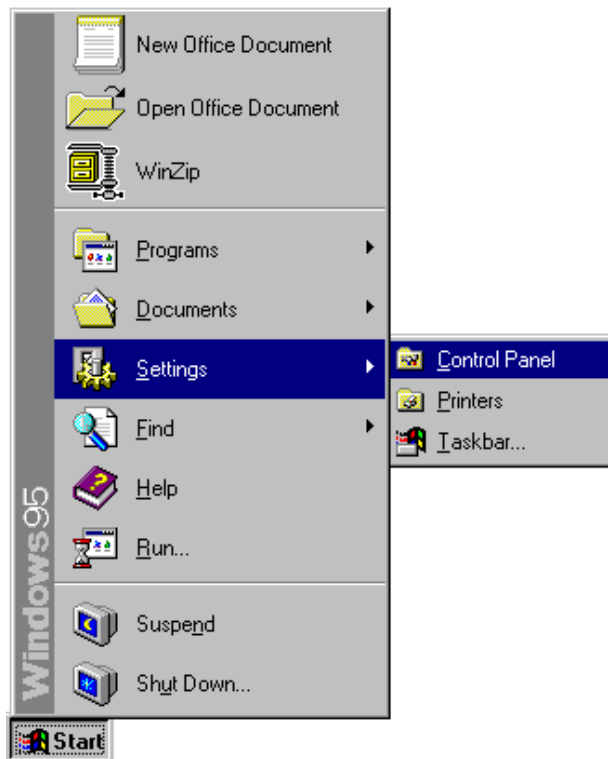 New Office Document
Open Office Document
WinZip
Programs
Documents
Settings
Control Panel
Printers
Taskbar...
Find
Help
Run...
Suspend
Shut Down...
Windows95
Start